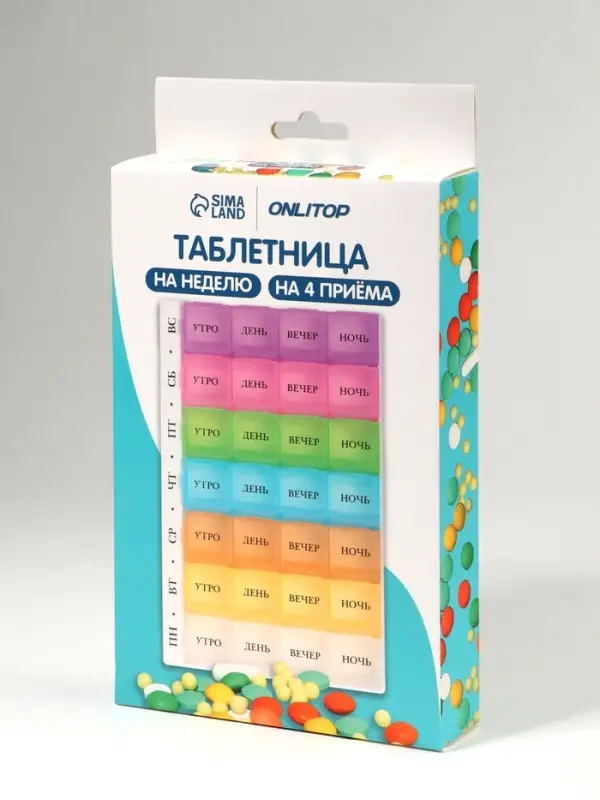 SIMA LAND ONLITOP
ТАБЛЕТНИЦА
НА НЕДЕЛЮ НА 4 ПРИЁМА
ВС УТРО ДЕНЬ ВЕЧЕР НОЧЬ
СБ УТРО ДЕНЬ ВЕЧЕР НОЧЬ
ПТ УТРО ДЕНЬ ВЕЧЕР НОЧЬ
ЧТ УТРО ДЕНЬ ВЕЧЕР НОЧЬ
СР УТРО ДЕНЬ ВЕЧЕР НОЧЬ
ВТ УТРО ДЕНЬ ВЕЧЕР НОЧЬ
ПН УТРО ДЕНЬ ВЕЧЕР НОЧЬ